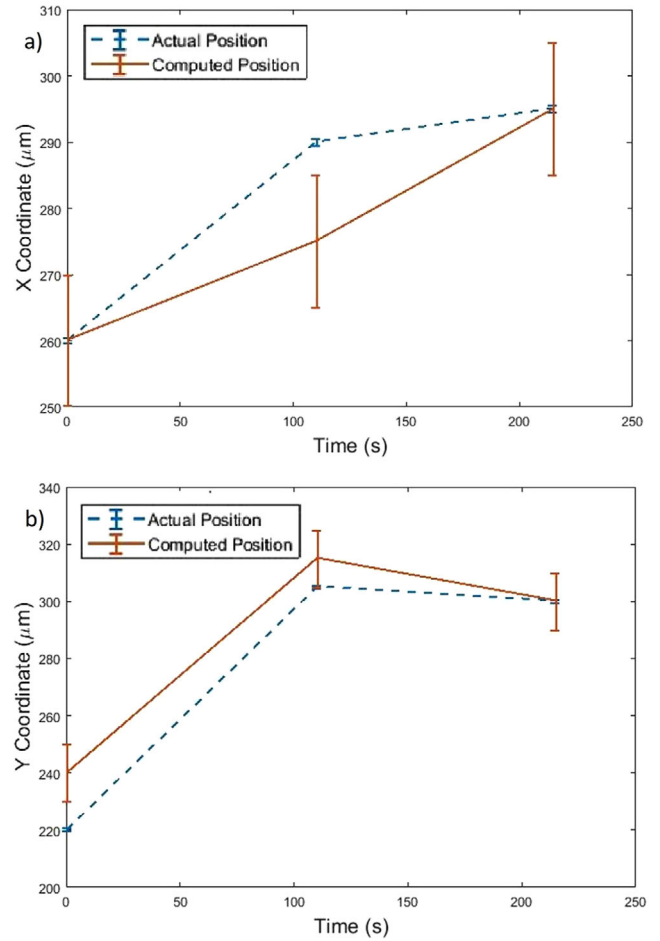 a)
Actual Position
Computed Position
X Coordinate (μm)
310
300
290
280
270
260
250
0
50
100
150
200
250
Time (s)
b)
Actual Position
Computed Position
Y Coordinate (μm)
340
320
300
280
260
240
220
200
0
50
100
150
200
250
Time (s)